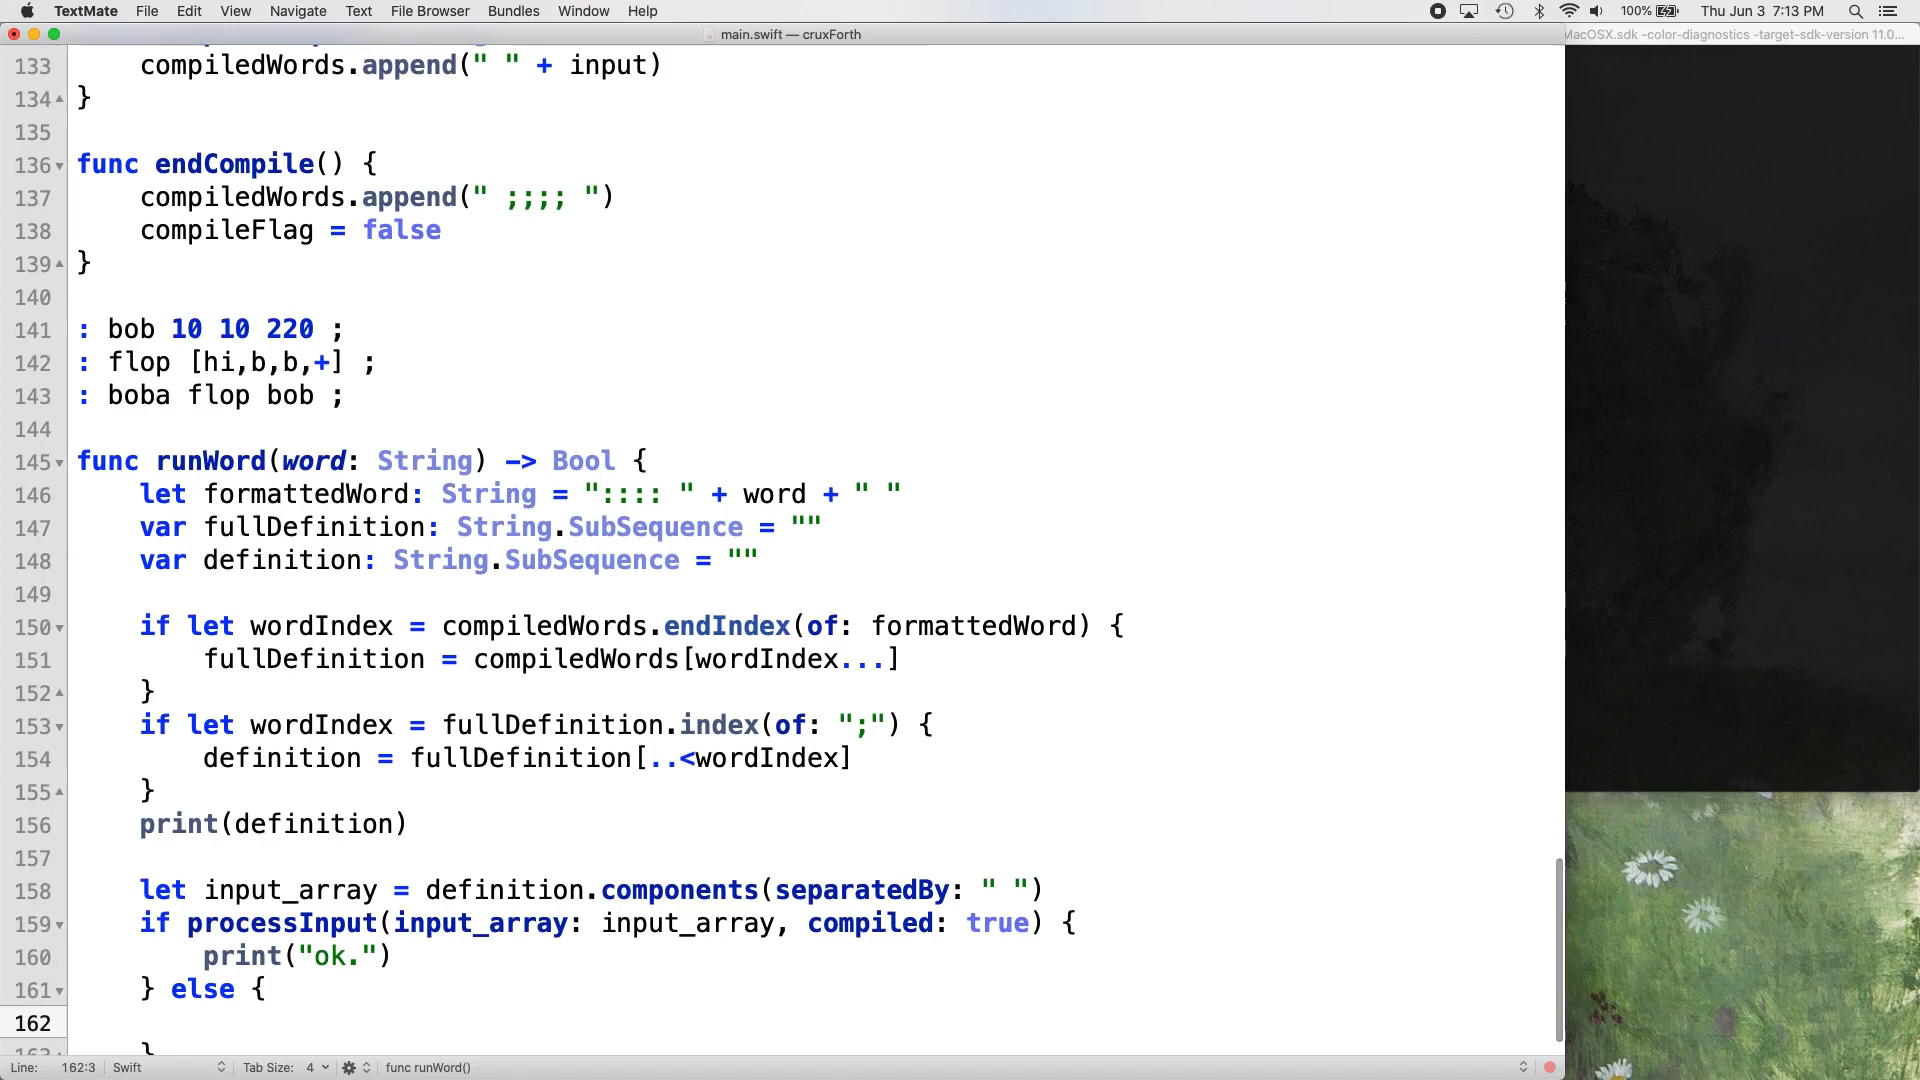 TextMate File Edit View Navigate Text File Browser Bundles Window Help 100% Thu Jun 3 7:13 PM
main.swift — cruxForth
MacOSX.sdk -color-diagnostics -target-sdk-version 11.0...
133 compiledWords.append(" " + input)
134 }
135
136 func endCompile() {
137 compiledWords.append(" ;;;; ")
138 compileFlag = false
139 }
140
141 : bob 10 10 220 ;
142 : flop [hi,b,b,+] ;
143 : boba flop bob ;
144
145 func runWord(word: String) -> Bool {
146 let formattedWord: String = ":::: " + word + " "
147 var fullDefinition: String.SubSequence = ""
148 var definition: String.SubSequence = ""
149
150 if let wordIndex = compiledWords.endIndex(of: formattedWord) {
151 fullDefinition = compiledWords[wordIndex...]
152 }
153 if let wordIndex = fullDefinition.index(of: ";") {
154 definition = fullDefinition[..<wordIndex]
155 }
156 print(definition)
157
158 let input_array = definition.components(separatedBy: " ")
159 if processInput(input_array: input_array, compiled: true) {
160 print("ok.")
161 } else {
162
163 }
Line: 162:3 Swift Tab Size: 4 func runWord()